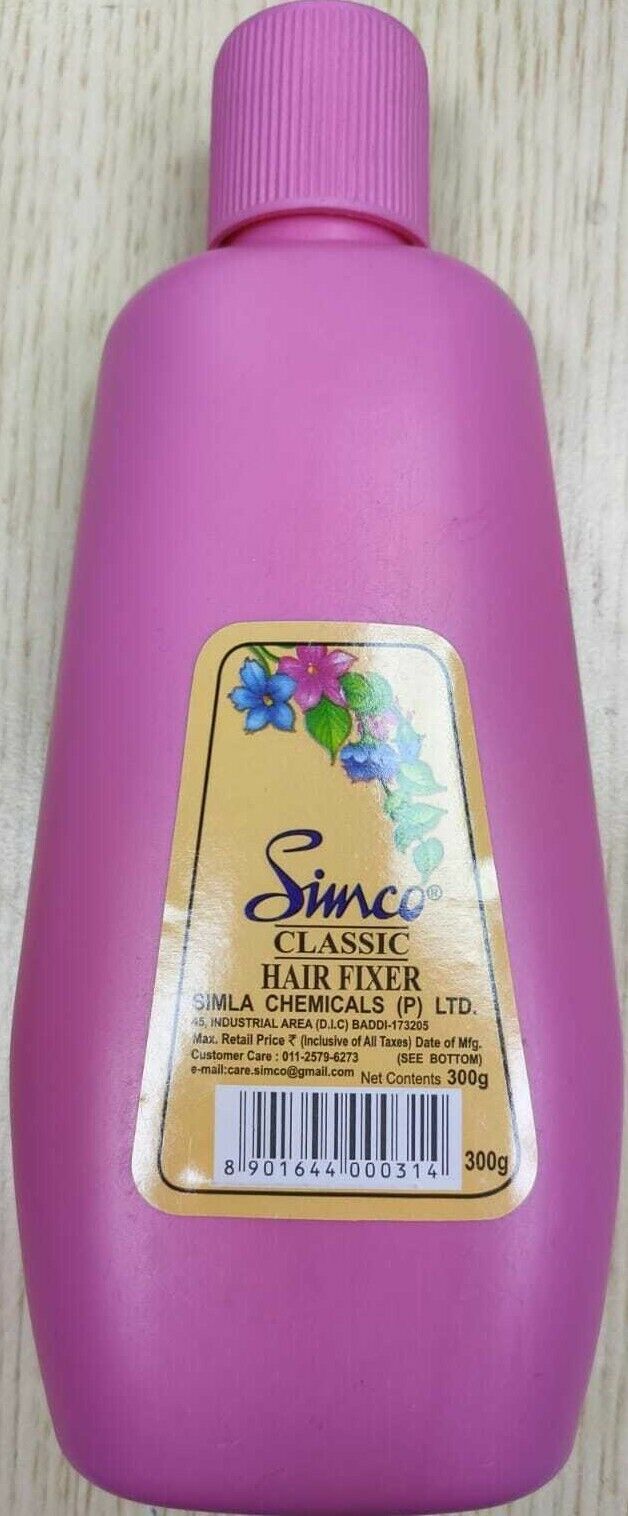 Simco®
CLASSIC
HAIR FIXER
SIMLA CHEMICALS (P) LTD.
45, INDUSTRIAL AREA (D.I.C) BADDI-173205
Max. Retail Price ₹ (Inclusive of All Taxes) Date of Mfg.
Customer Care : 011-2579-6273 (SEE BOTTOM)
e-mail:care.simco@gmail.com Net Contents 300g
8 901644 000314 300g